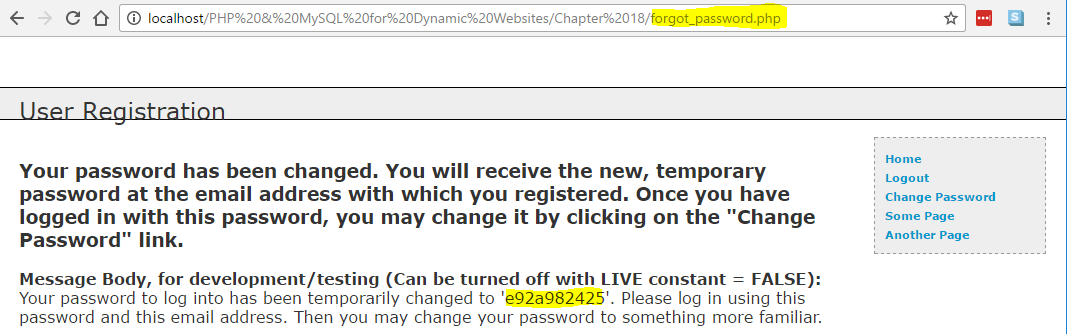 localhost/PHP%20&%20MySQL%20for%20Dynamic%20Websites/Chapter%2018/forgot_password.php
User Registration
Your password has been changed. You will receive the new, temporary
password at the email address with which you registered. Once you have
logged in with this password, you may change it by clicking on the "Change
Password" link.
Message Body, for development/testing (Can be turned off with LIVE constant = FALSE):
Your password to log into has been temporarily changed to 'e92a982425'. Please log in using this
password and this email address. Then you may change your password to something more familiar.
Home
Logout
Change Password
Some Page
Another Page